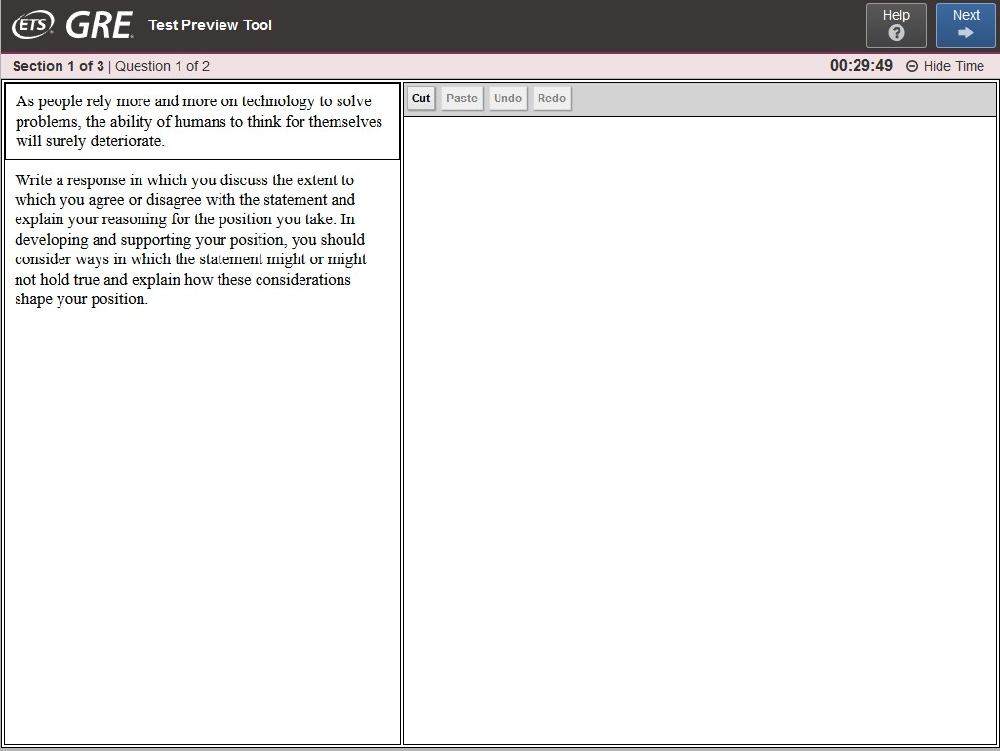 ETS GRE Test Preview Tool Help Next
Section 1 of 3 | Question 1 of 2 00:29:49 Hide Time
Cut Paste Undo Redo
As people rely more and more on technology to solve
problems, the ability of humans to think for themselves
will surely deteriorate.
Write a response in which you discuss the extent to
which you agree or disagree with the statement and
explain your reasoning for the position you take. In
developing and supporting your position, you should
consider ways in which the statement might or might
not hold true and explain how these considerations
shape your position.